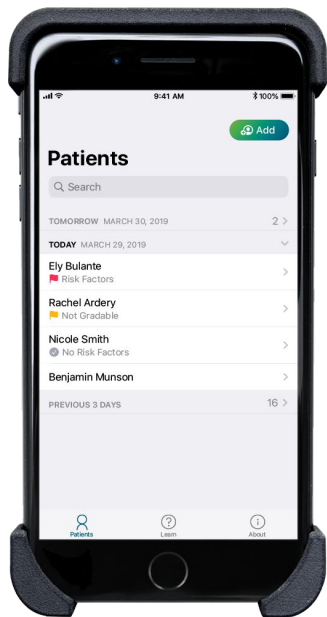 9:41 AM
100%
Add
Patients
Search
TOMORROW MARCH 30, 2019 2
TODAY MARCH 29, 2019
Ely Bulante
Risk Factors
Rachel Ardery
Not Gradable
Nicole Smith
No Risk Factors
Benjamin Munson
PREVIOUS 3 DAYS 16
Patients Learn About